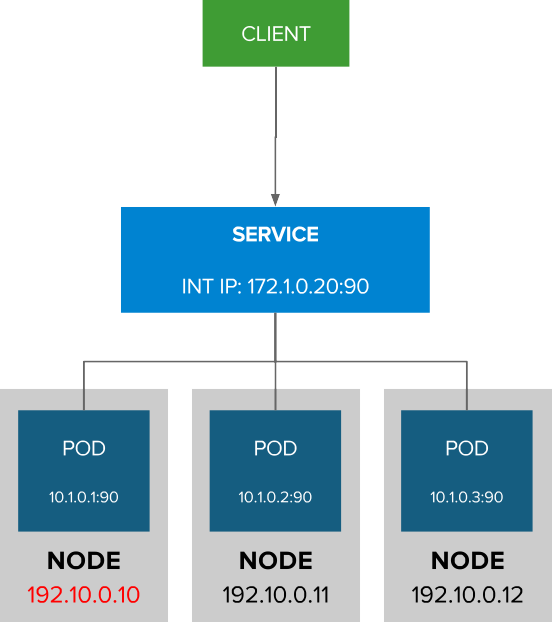 CLIENT
SERVICE
INT IP: 172.1.0.20:90
POD
10.1.0.1:90
NODE
192.10.0.10
POD
10.1.0.2:90
NODE
192.10.0.11
POD
10.1.0.3:90
NODE
192.10.0.12